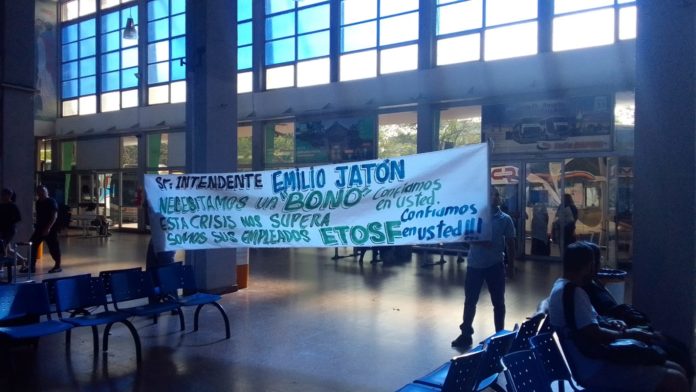 Sr: INTENDENTE EMILIO JATÓN
NECESITAMOS UN "BONO" Confiamos en usted.
ESTA CRISIS NOS SUPERA
SOMOS SUS EMPLEADOS ETOSF Confiamos en usted!!!